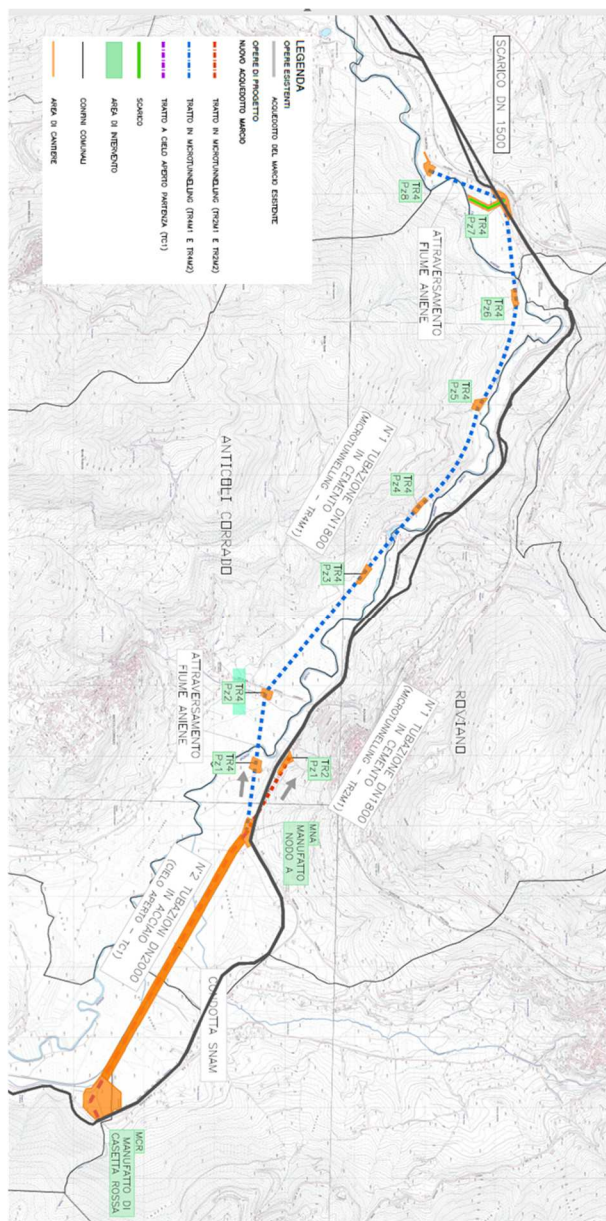 LEGENDA
OPERE ESISTENTI
ACQUEDOTTO DEL MARCIO ESISTENTE
OPERE DI PROGETTO
NUOVO ACQUEDOTTO MARCIO
TRATTO IN MICROTUNNELLING (TR2M1 E TR2M2)
TRATTO IN MICROTUNNELLING (TR4M1 E TR4M2)
TRATTO A CIELO APERTO PARTENZA (TC1)
SCARICO
AREA DI INTERVENTO
CONFINI COMUNALI
AREA DI CANTIERE
SCARICO DN 1500
TR4
Pz8
TR4
Pz7
ATTRAVERSAMENTO
FIUME ANIENE
TR4
Pz6
TR4
Pz5
TR4
Pz4
N°1 TUBAZIONE DN1800
IN CEMENTO
(MICROTUNNELLING - TR4M1)
TR4
Pz3
ANTICOLI CORRADO
TR4
Pz2
ATTRAVERSAMENTO
FIUME ANIENE
TR4
Pz1
TR2
Pz1
ROVIANO
N°1 TUBAZIONE DN1800
IN CEMENTO
(MICROTUNNELLING - TR2M1)
MNA
MANUFATTO
NODO A
N°2 TUBAZIONI DN2000
IN ACCIAIO
(CIELO APERTO - TC1)
CONDOTTA SNAM
MCR
MANUFATTO DI
CASETTA ROSSA